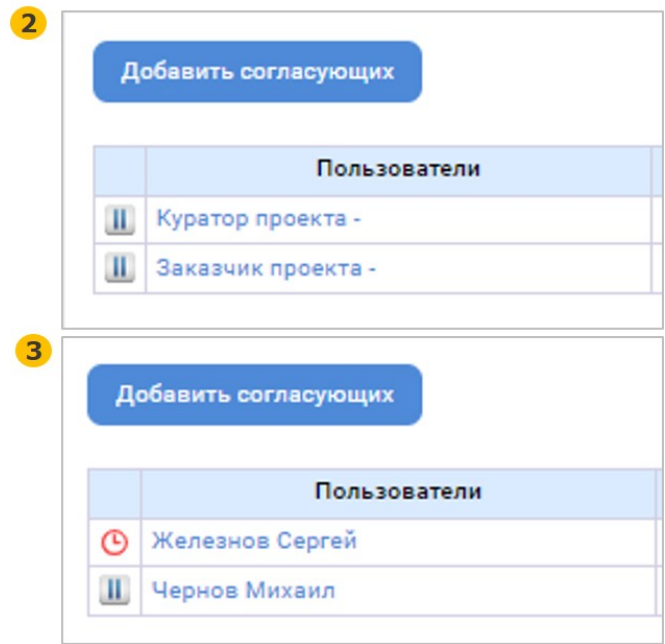 2
Добавить согласующих
Пользователи
Куратор проекта -
Заказчик проекта -
3
Добавить согласующих
Пользователи
Железнов Сергей
Чернов Михаил